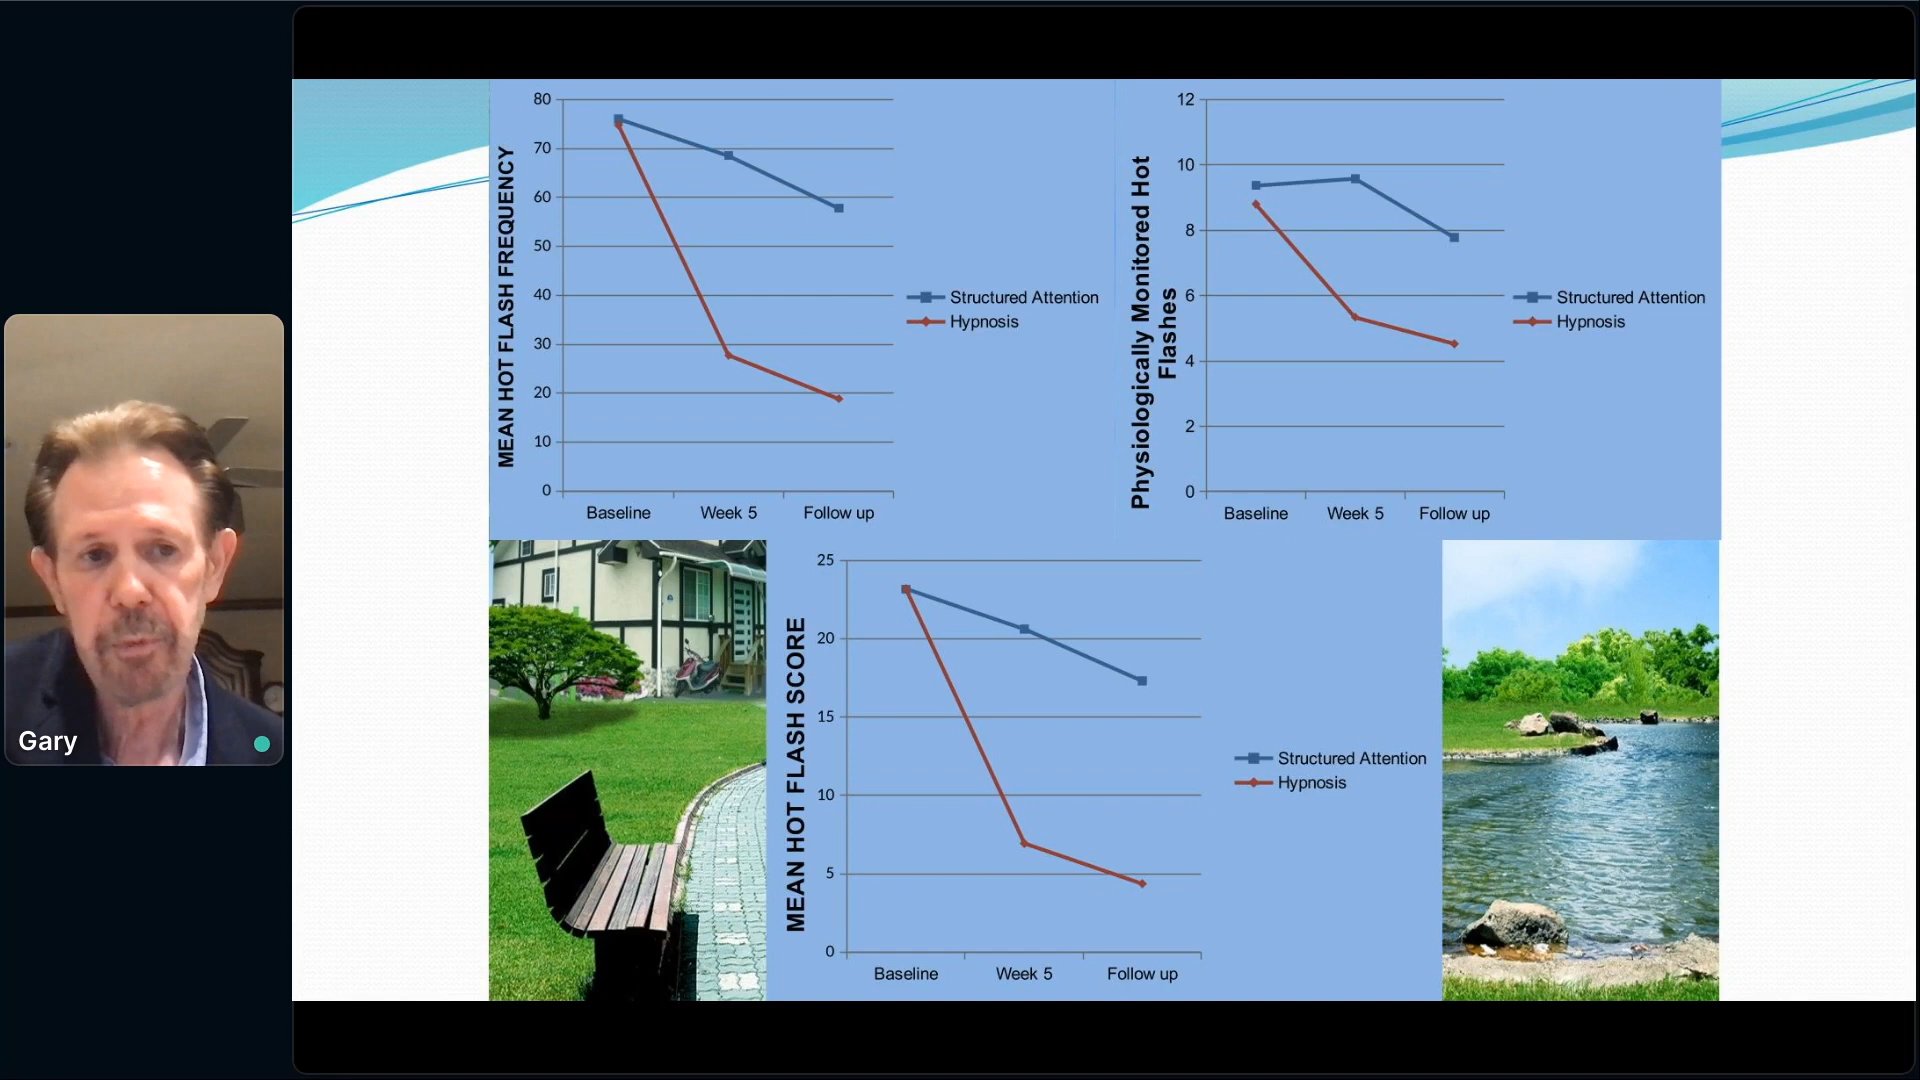 Gary
MEAN HOT FLASH FREQUENCY
80
70
60
50
40
30
20
10
0
Baseline
Week 5
Follow up
Structured Attention
Hypnosis
Physiologically Monitored Hot
Flashes
12
10
8
6
4
2
0
Baseline
Week 5
Follow up
Structured Attention
Hypnosis
MEAN HOT FLASH SCORE
25
20
15
10
5
0
Baseline
Week 5
Follow up
Structured Attention
Hypnosis